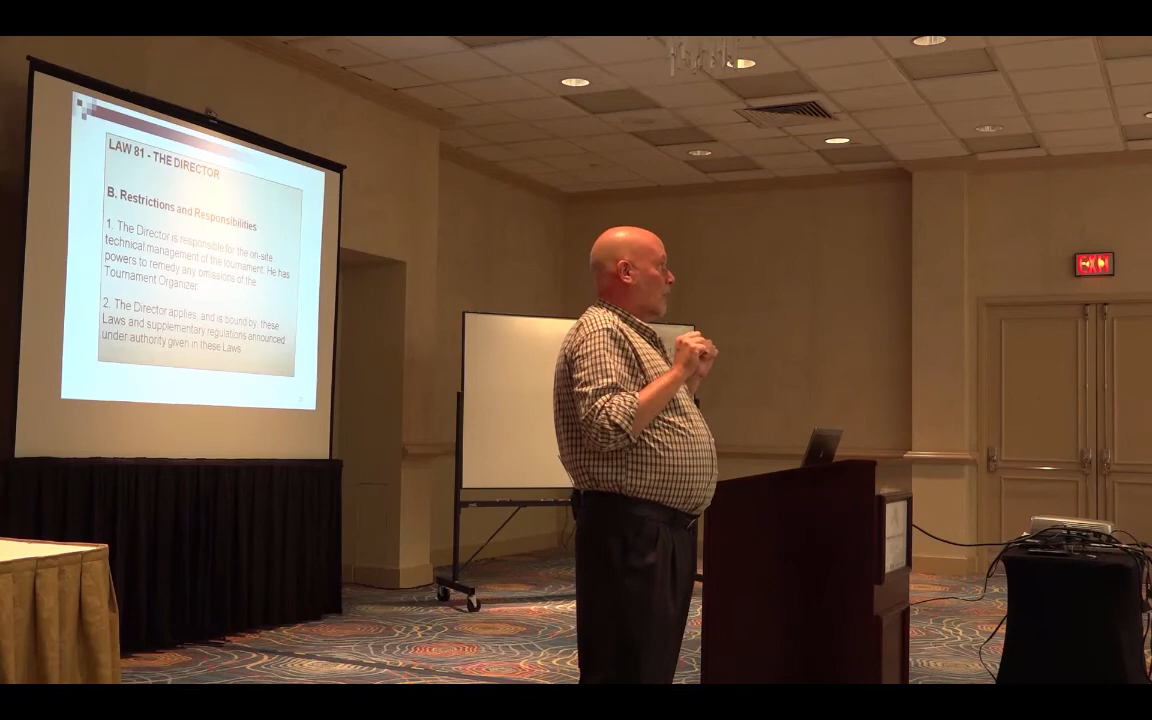 LAW 81 - THE DIRECTOR
B. Restrictions and Responsibilities
1. The Director is responsible for the on-site
technical management of the tournament. He has
powers to remedy any omissions of the
Tournament Organizer
2. The Director applies, and is bound by, these
Laws and supplementary regulations announced
under authority given in these Laws
EXIT